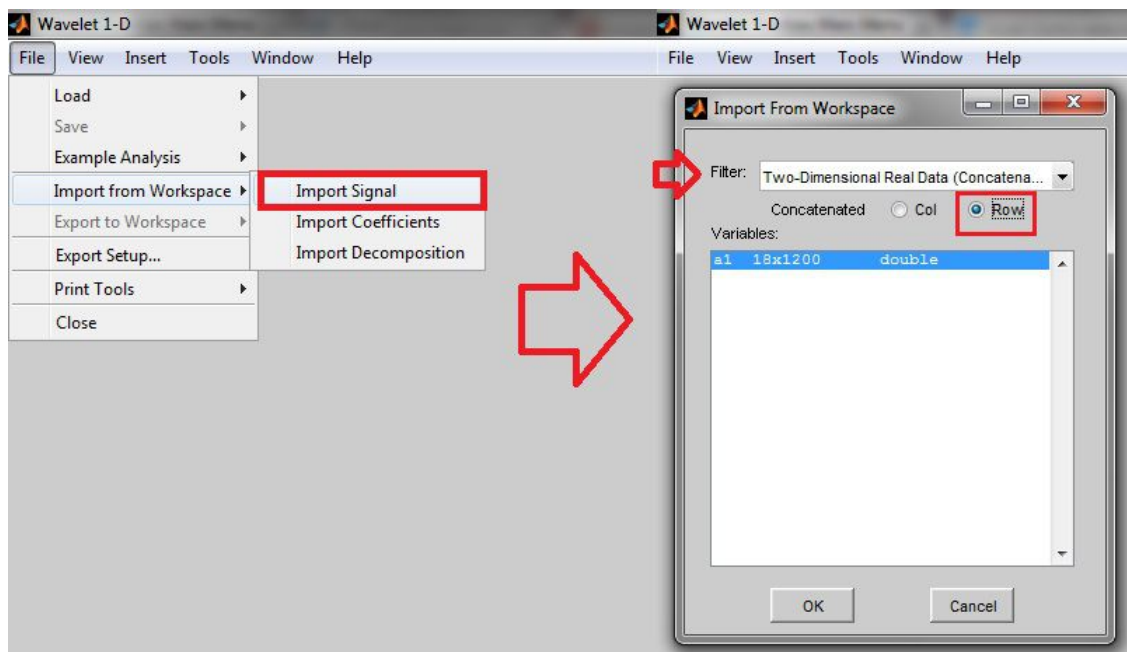 Wavelet 1-D
File View Insert Tools Window Help
Load
Save
Example Analysis
Import from Workspace
Export to Workspace
Export Setup...
Print Tools
Close
Import Signal
Import Coefficients
Import Decomposition
Wavelet 1-D
File View Insert Tools Window Help
Import From Workspace
Filter: Two-Dimensional Real Data (Concatena...
Concatenated Col Row
Variables:
a1 18x1200 double
OK Cancel